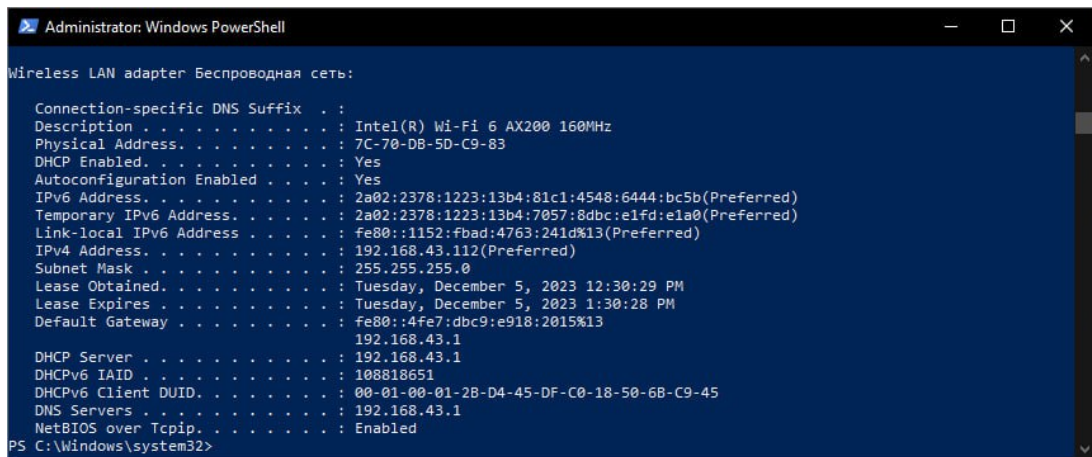 Administrator: Windows PowerShell
Wireless LAN adapter Беспроводная сеть:
Connection-specific DNS Suffix  . :
Description . . . . . . . . . . . : Intel(R) Wi-Fi 6 AX200 160MHz
Physical Address. . . . . . . . . : 7C-70-DB-5D-C9-83
DHCP Enabled. . . . . . . . . . . : Yes
Autoconfiguration Enabled . . . . : Yes
IPv6 Address. . . . . . . . . . . : 2a02:2378:1223:13b4:81c1:4548:6444:bc5b(Preferred)
Temporary IPv6 Address. . . . . . : 2a02:2378:1223:13b4:7057:8dbc:e1fd:e1a0(Preferred)
Link-local IPv6 Address . . . . . : fe80::1152:fbad:4763:241d%13(Preferred)
IPv4 Address. . . . . . . . . . . : 192.168.43.112(Preferred)
Subnet Mask . . . . . . . . . . . : 255.255.255.0
Lease Obtained. . . . . . . . . . : Tuesday, December 5, 2023 12:30:29 PM
Lease Expires . . . . . . . . . . : Tuesday, December 5, 2023 1:30:28 PM
Default Gateway . . . . . . . . . : fe80::4fe7:dbc9:e918:2015%13
192.168.43.1
DHCP Server . . . . . . . . . . . : 192.168.43.1
DHCPv6 IAID . . . . . . . . . . . : 108818651
DHCPv6 Client DUID. . . . . . . . : 00-01-00-01-2B-D4-45-DF-C0-18-50-6B-C9-45
DNS Servers . . . . . . . . . . . : 192.168.43.1
NetBIOS over Tcpip. . . . . . . . : Enabled
PS C:\Windows\system32>